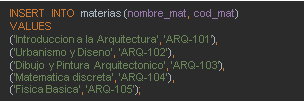 INSERT INTO materias(nombre_mat, cod_mat)
VALUES
('Introduccion a la Arquitectura', 'ARQ-101'),
('Urbanismo y Diseno', 'ARQ-102'),
('Dibujo y Pintura Arquitectonico', 'ARQ-103'),
('Matematica discreta', 'ARQ-104'),
('Fisica Basica', 'ARQ-105');